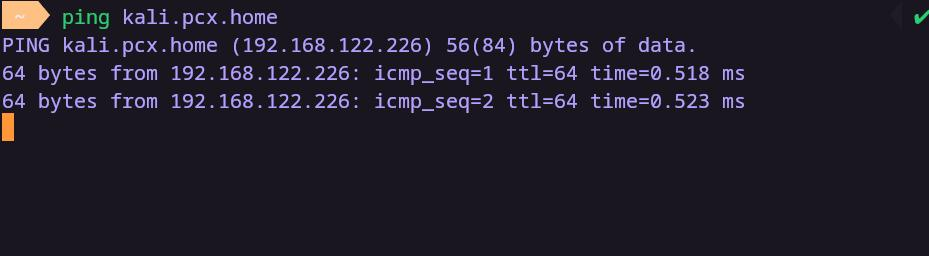 ~ ping kali.pcx.home
PING kali.pcx.home (192.168.122.226) 56(84) bytes of data.
64 bytes from 192.168.122.226: icmp_seq=1 ttl=64 time=0.518 ms
64 bytes from 192.168.122.226: icmp_seq=2 ttl=64 time=0.523 ms